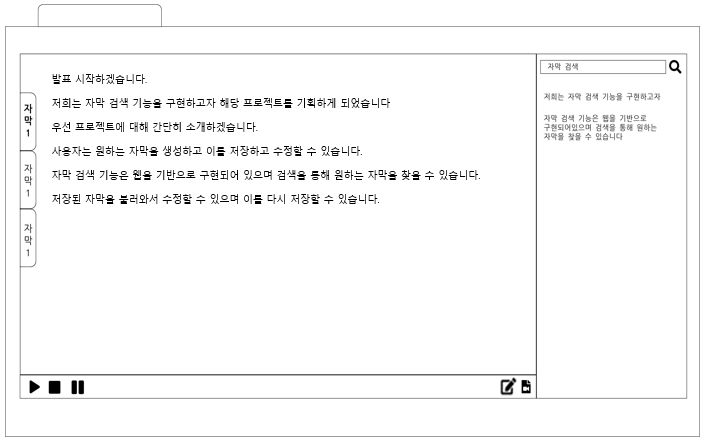 발표 시작하겠습니다.
저희는 자막 검색 기능을 구현하고자 해당 프로젝트를 기획하게 되었습니다
우선 프로젝트에 대해 간단히 소개하겠습니다.
사용자는 원하는 자막을 생성하고 이를 저장하고 수정할 수 있습니다.
자막 검색 기능은 웹을 기반으로 구현되어 있으며 검색을 통해 원하는 자막을 찾을 수 있습니다.
저장된 자막을 불러와서 수정할 수 있으며 이를 다시 저장할 수 있습니다.
자
막
1
자
막
1
자
막
1
자막 검색
저희는 자막 검색 기능을 구현하고자
자막 검색 기능은 웹을 기반으로
구현되어있으며 검색을 통해 원하는
자막을 찾을 수 있습니다